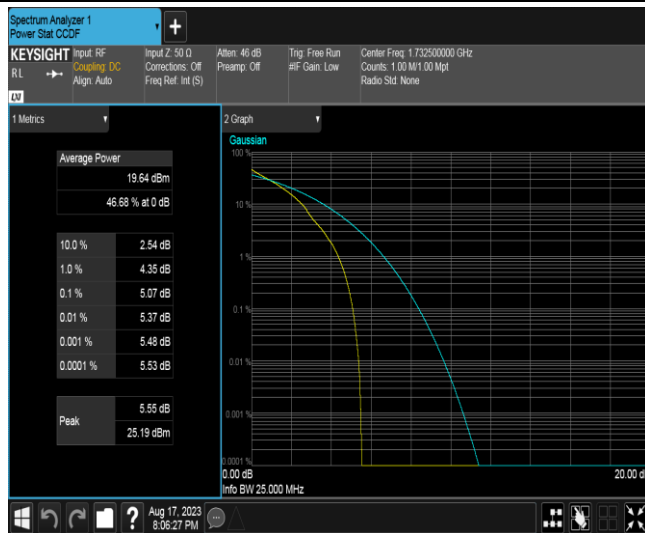 Spectrum Analyzer 1
Power Stat CCDF
KEYSIGHT
RL
Input: RF
Coupling: DC
Align: Auto
Input Z: 50 Ω
Corrections: Off
Freq Ref: Int (S)
Atten: 46 dB
Preamp: Off
Trig: Free Run
#IF Gain: Low
Center Freq: 1.732500000 GHz
Counts: 1.00 M/1.00 Mpt
Radio Std: None
1 Metrics
Average Power
19.64 dBm
46.68 % at 0 dB
10.0 % 2.54 dB
1.0 % 4.35 dB
0.1 % 5.07 dB
0.01 % 5.37 dB
0.001 % 5.48 dB
0.0001 % 5.53 dB
Peak
5.55 dB
25.19 dBm
2 Graph
Gaussian
100 %
10 %
1 %
0.1 %
0.01 %
0.001 %
0.0001 %
0.00 dB 20.00 d
Info BW 25.000 MHz
Aug 17, 2023
8:06:27 PM